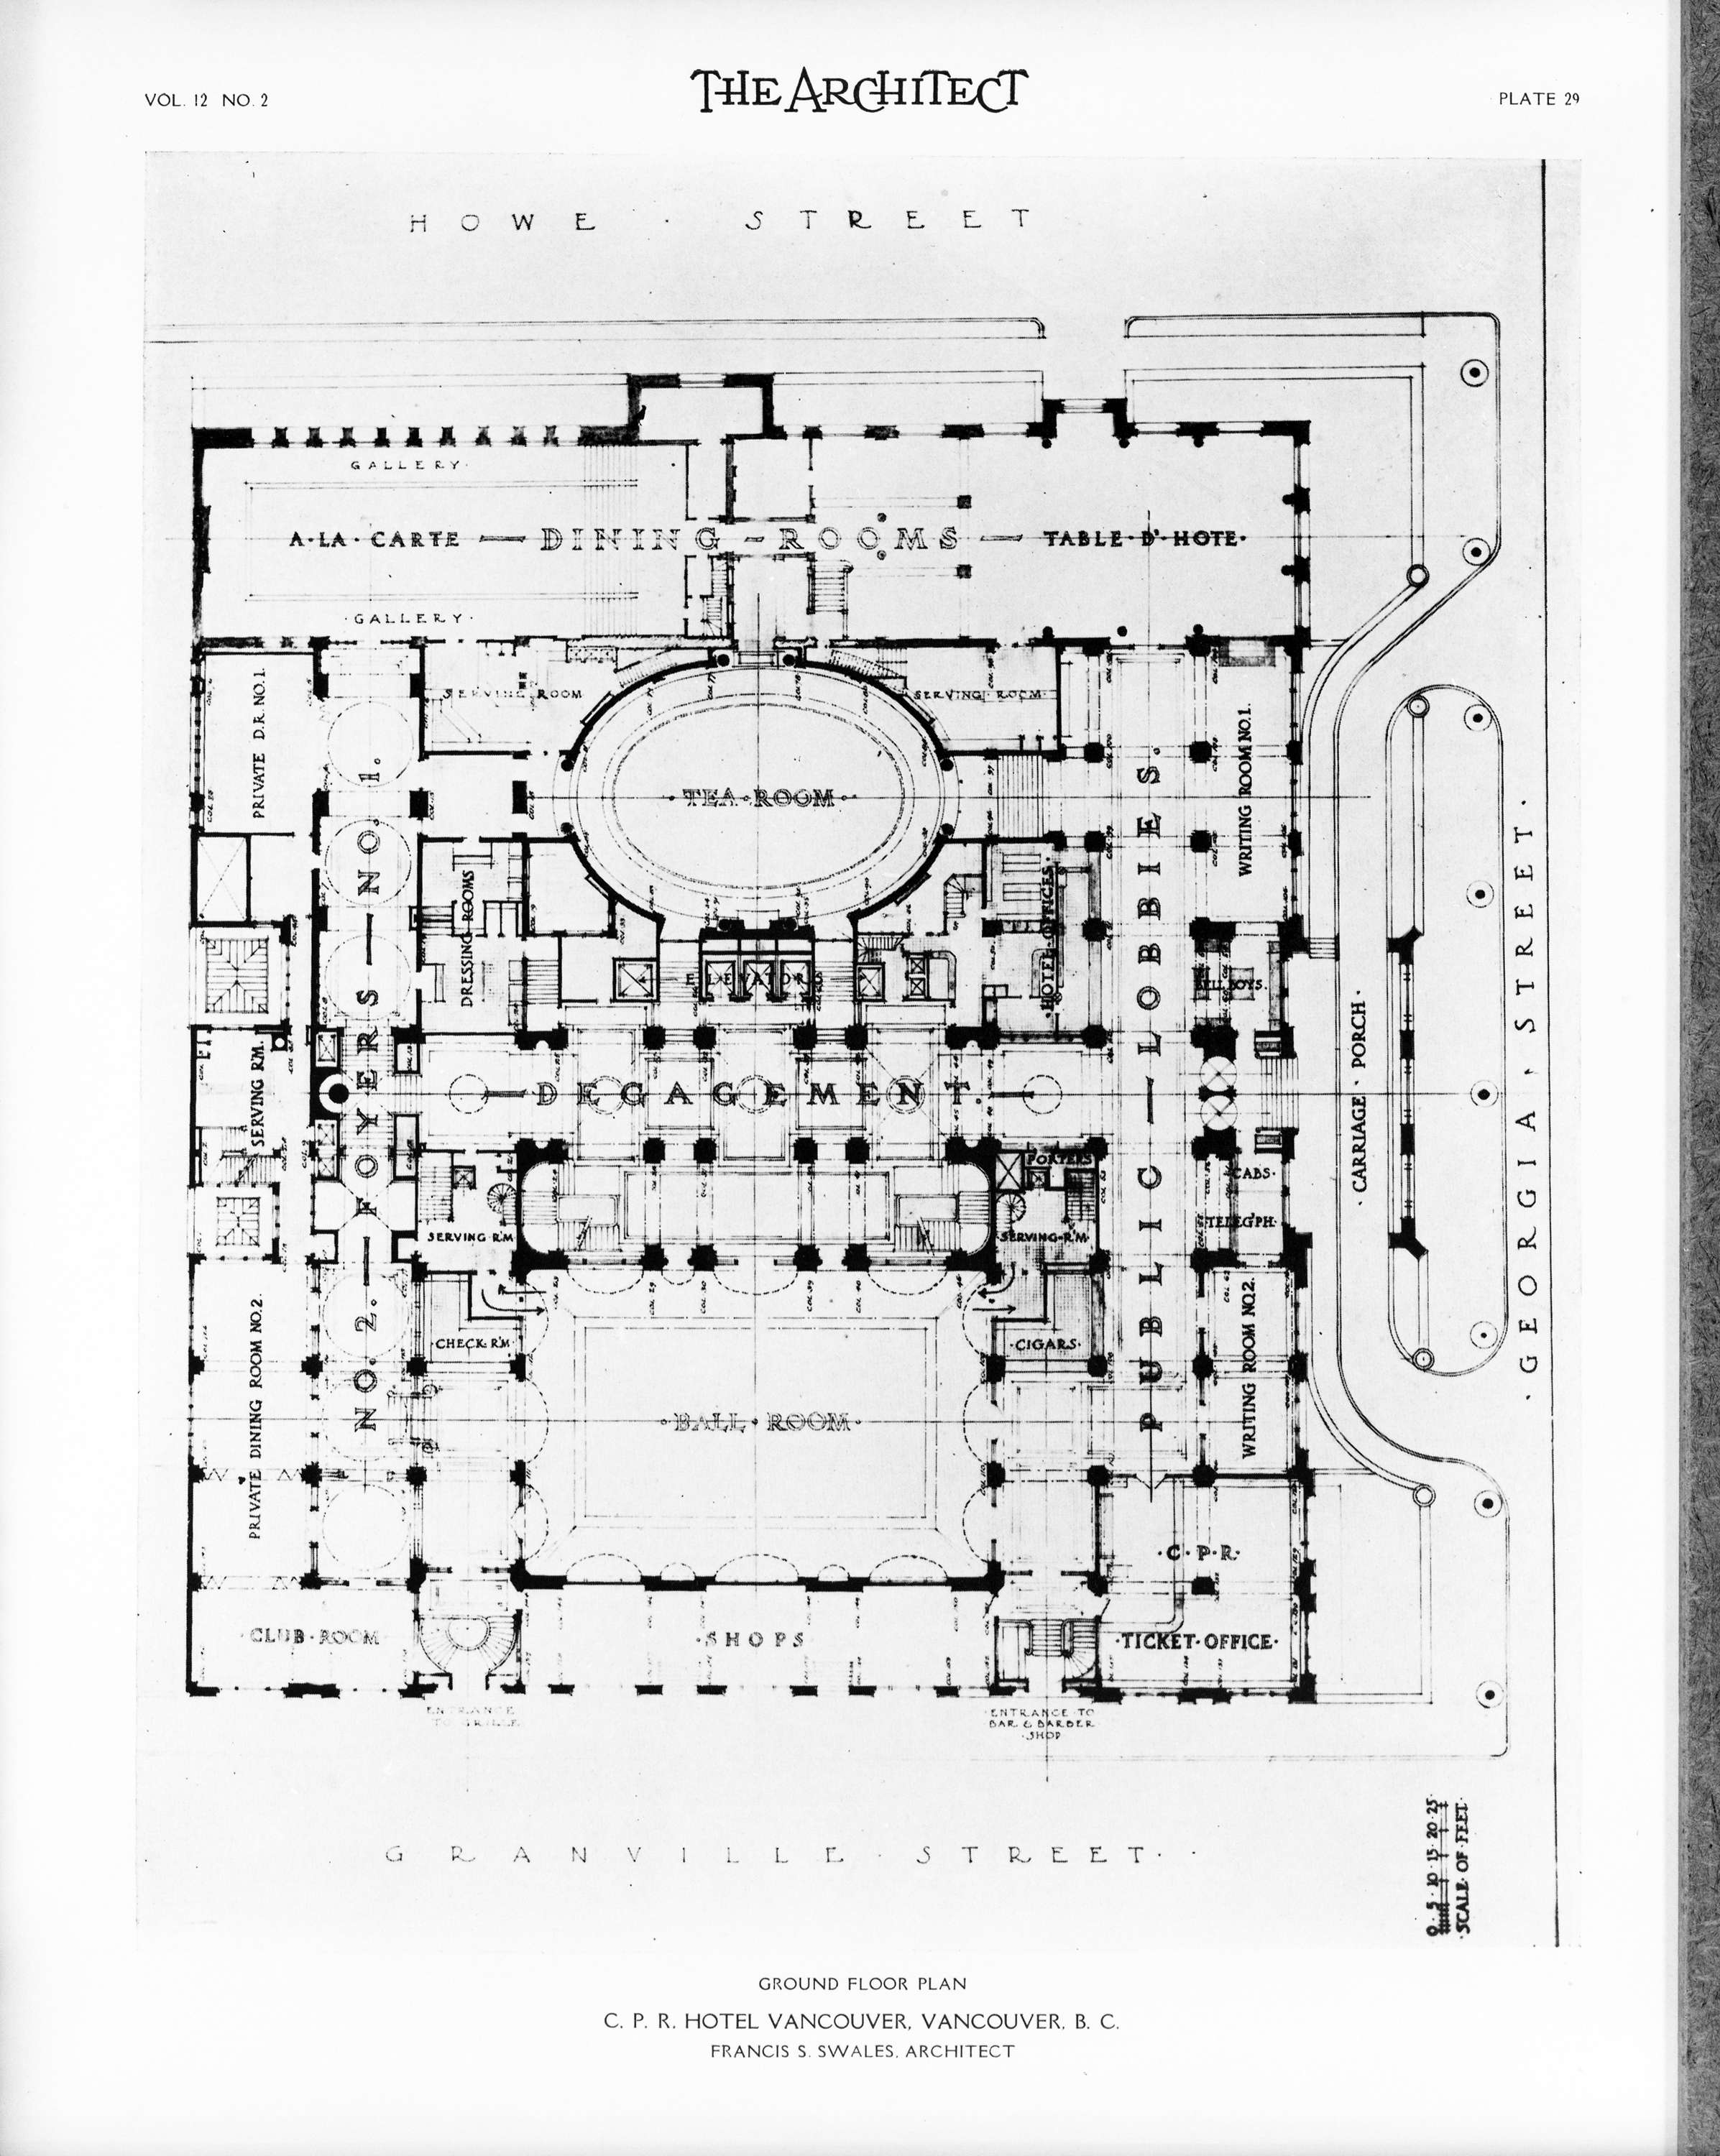 VOL. 12 NO. 2
THE ARCHITECT
PLATE 29
HOWE · STREET
GALLERY·
A·LA·CARTE — DINING-ROOMS — TABLE·D'·HOTE·
·GALLERY·
PRIVATE D.R. NO.1.
SERVING ROOM
SERVING ROOM
·TEA·ROOM·
WRITING ROOM NO.1.
DRESSING-ROOMS
·HOTEL·OFFICES·
ELEVATORS
BELL BOYS.
NO. 2. — FOYERS — NO. 1.
PUBLIC — LOBBIES.
·CARRIAGE·PORCH·
·GEORGIA·STREET·
SERVING RM.
— DEGAGEMENT. —
PORTERS
CABS·
TELEG'PH·
SERVING R'M
SERVING-R'M
·CHECK·R'M·
·CIGARS·
WRITING ROOM NO.2.
PRIVATE DINING ROOM NO.2.
·BALL·ROOM·
·C·P·R·
·TICKET·OFFICE·
·CLUB·ROOM
·SHOPS
ENTRANCE
TO GRILLE
·ENTRANCE·TO
BAR & BARBER
·SHOP
GRANVILLE·STREET·
0·5·10·15·20·25·
·SCALE·OF·FEET·
GROUND FLOOR PLAN
C. P. R. HOTEL VANCOUVER, VANCOUVER, B. C.
FRANCIS S. SWALES, ARCHITECT